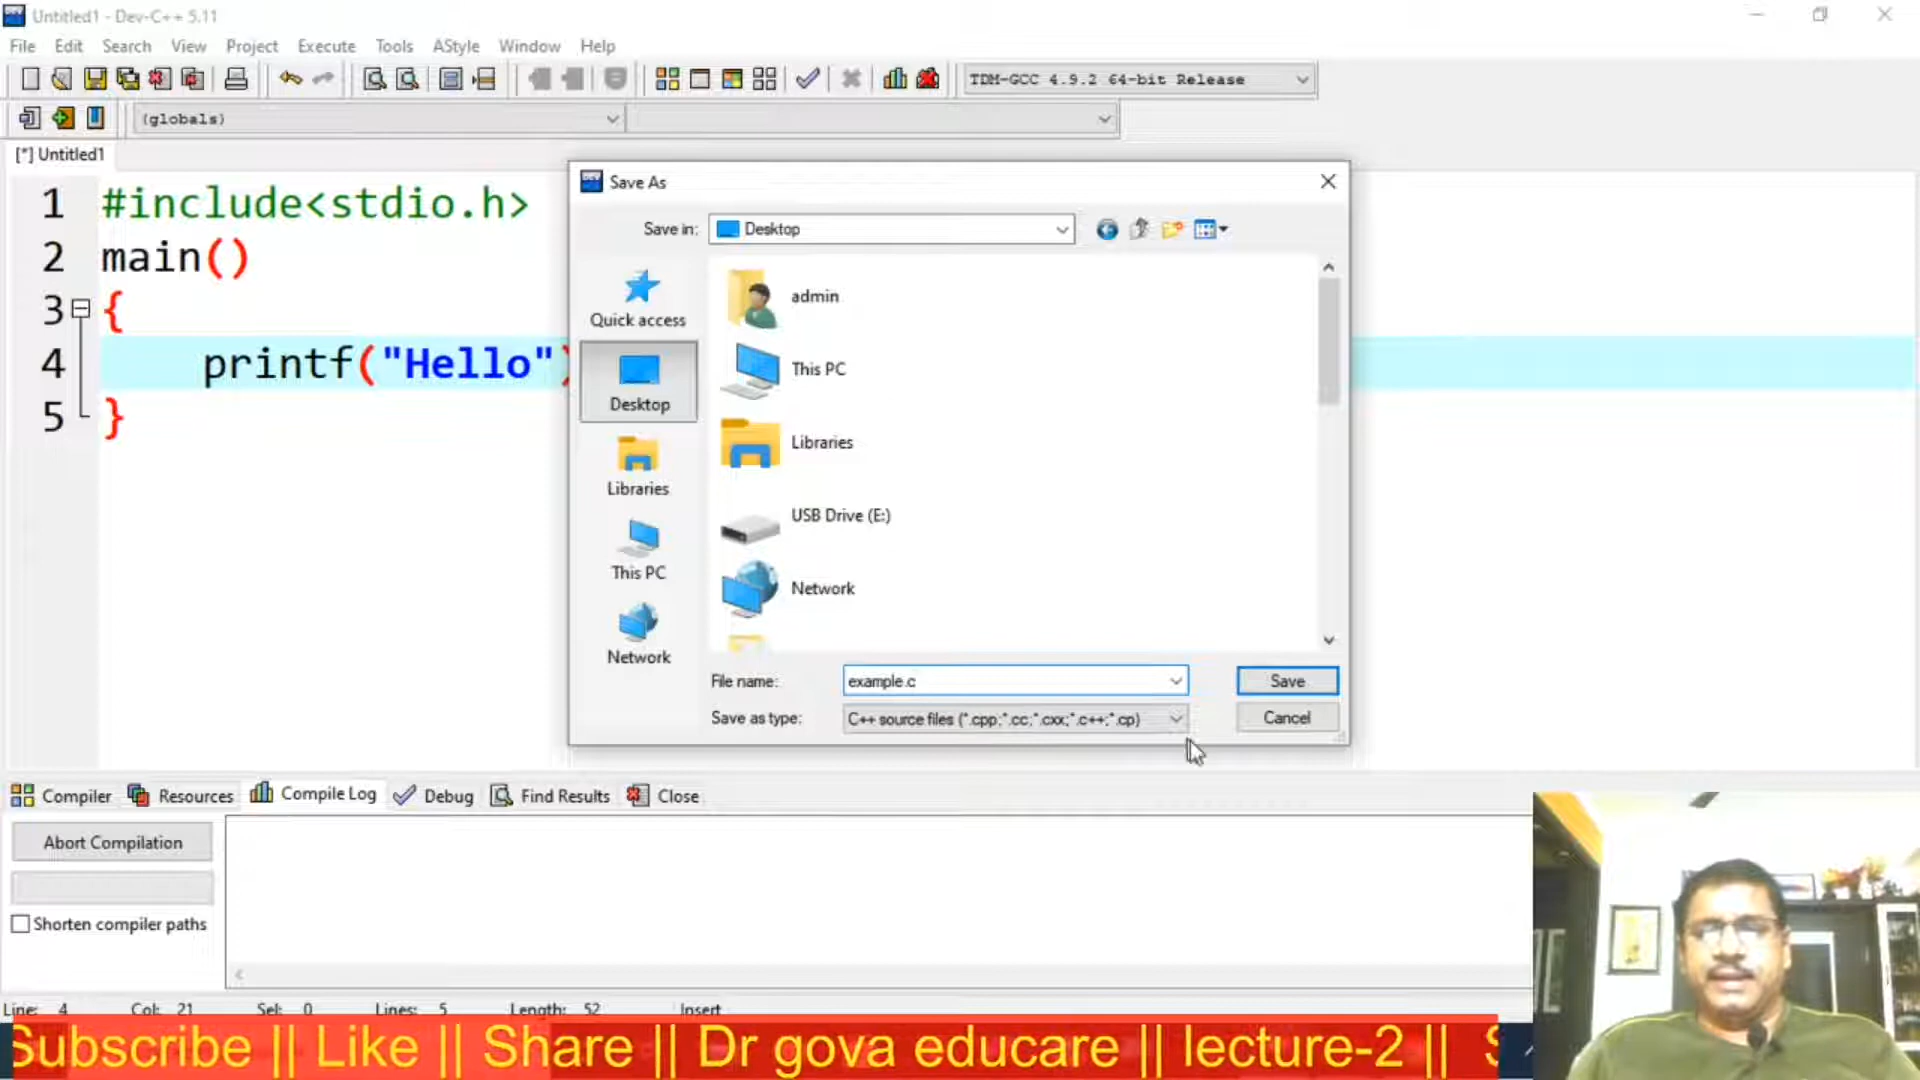 Untitled1 - Dev-C++ 5.11
File Edit Search View Project Execute Tools AStyle Window Help
TDM-GCC 4.9.2 64-bit Release
(globals)
[*] Untitled1
1 #include<stdio.h>
2 main()
3 {
4 printf("Hello")
5 }
Save As
Save in: Desktop
Quick access
Desktop
Libraries
This PC
Network
admin
This PC
Libraries
USB Drive (E:)
Network
File name: example.c
Save
Save as type: C++ source files (*.cpp;*.cc;*.cxx;*.c++;*.cp)
Cancel
Compiler Resources Compile Log Debug Find Results Close
Abort Compilation
Shorten compiler paths
Line: 4 Col: 21 Sel: 0 Lines: 5 Length: 52 Insert
Subscribe || Like || Share || Dr gova educare || lecture-2 || S